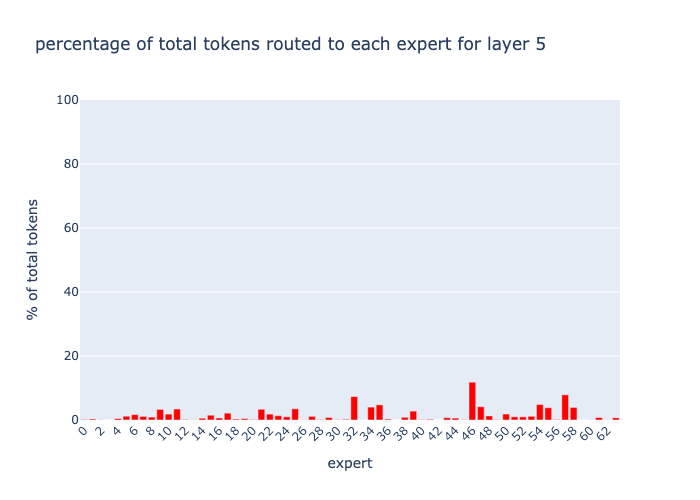 percentage of total tokens routed to each expert for layer 5
100
80
60
40
20
0
% of total tokens
0 2 4 6 8 10 12 14 16 18 20 22 24 26 28 30 32 34 36 38 40 42 44 46 48 50 52 54 56 58 60 62
expert